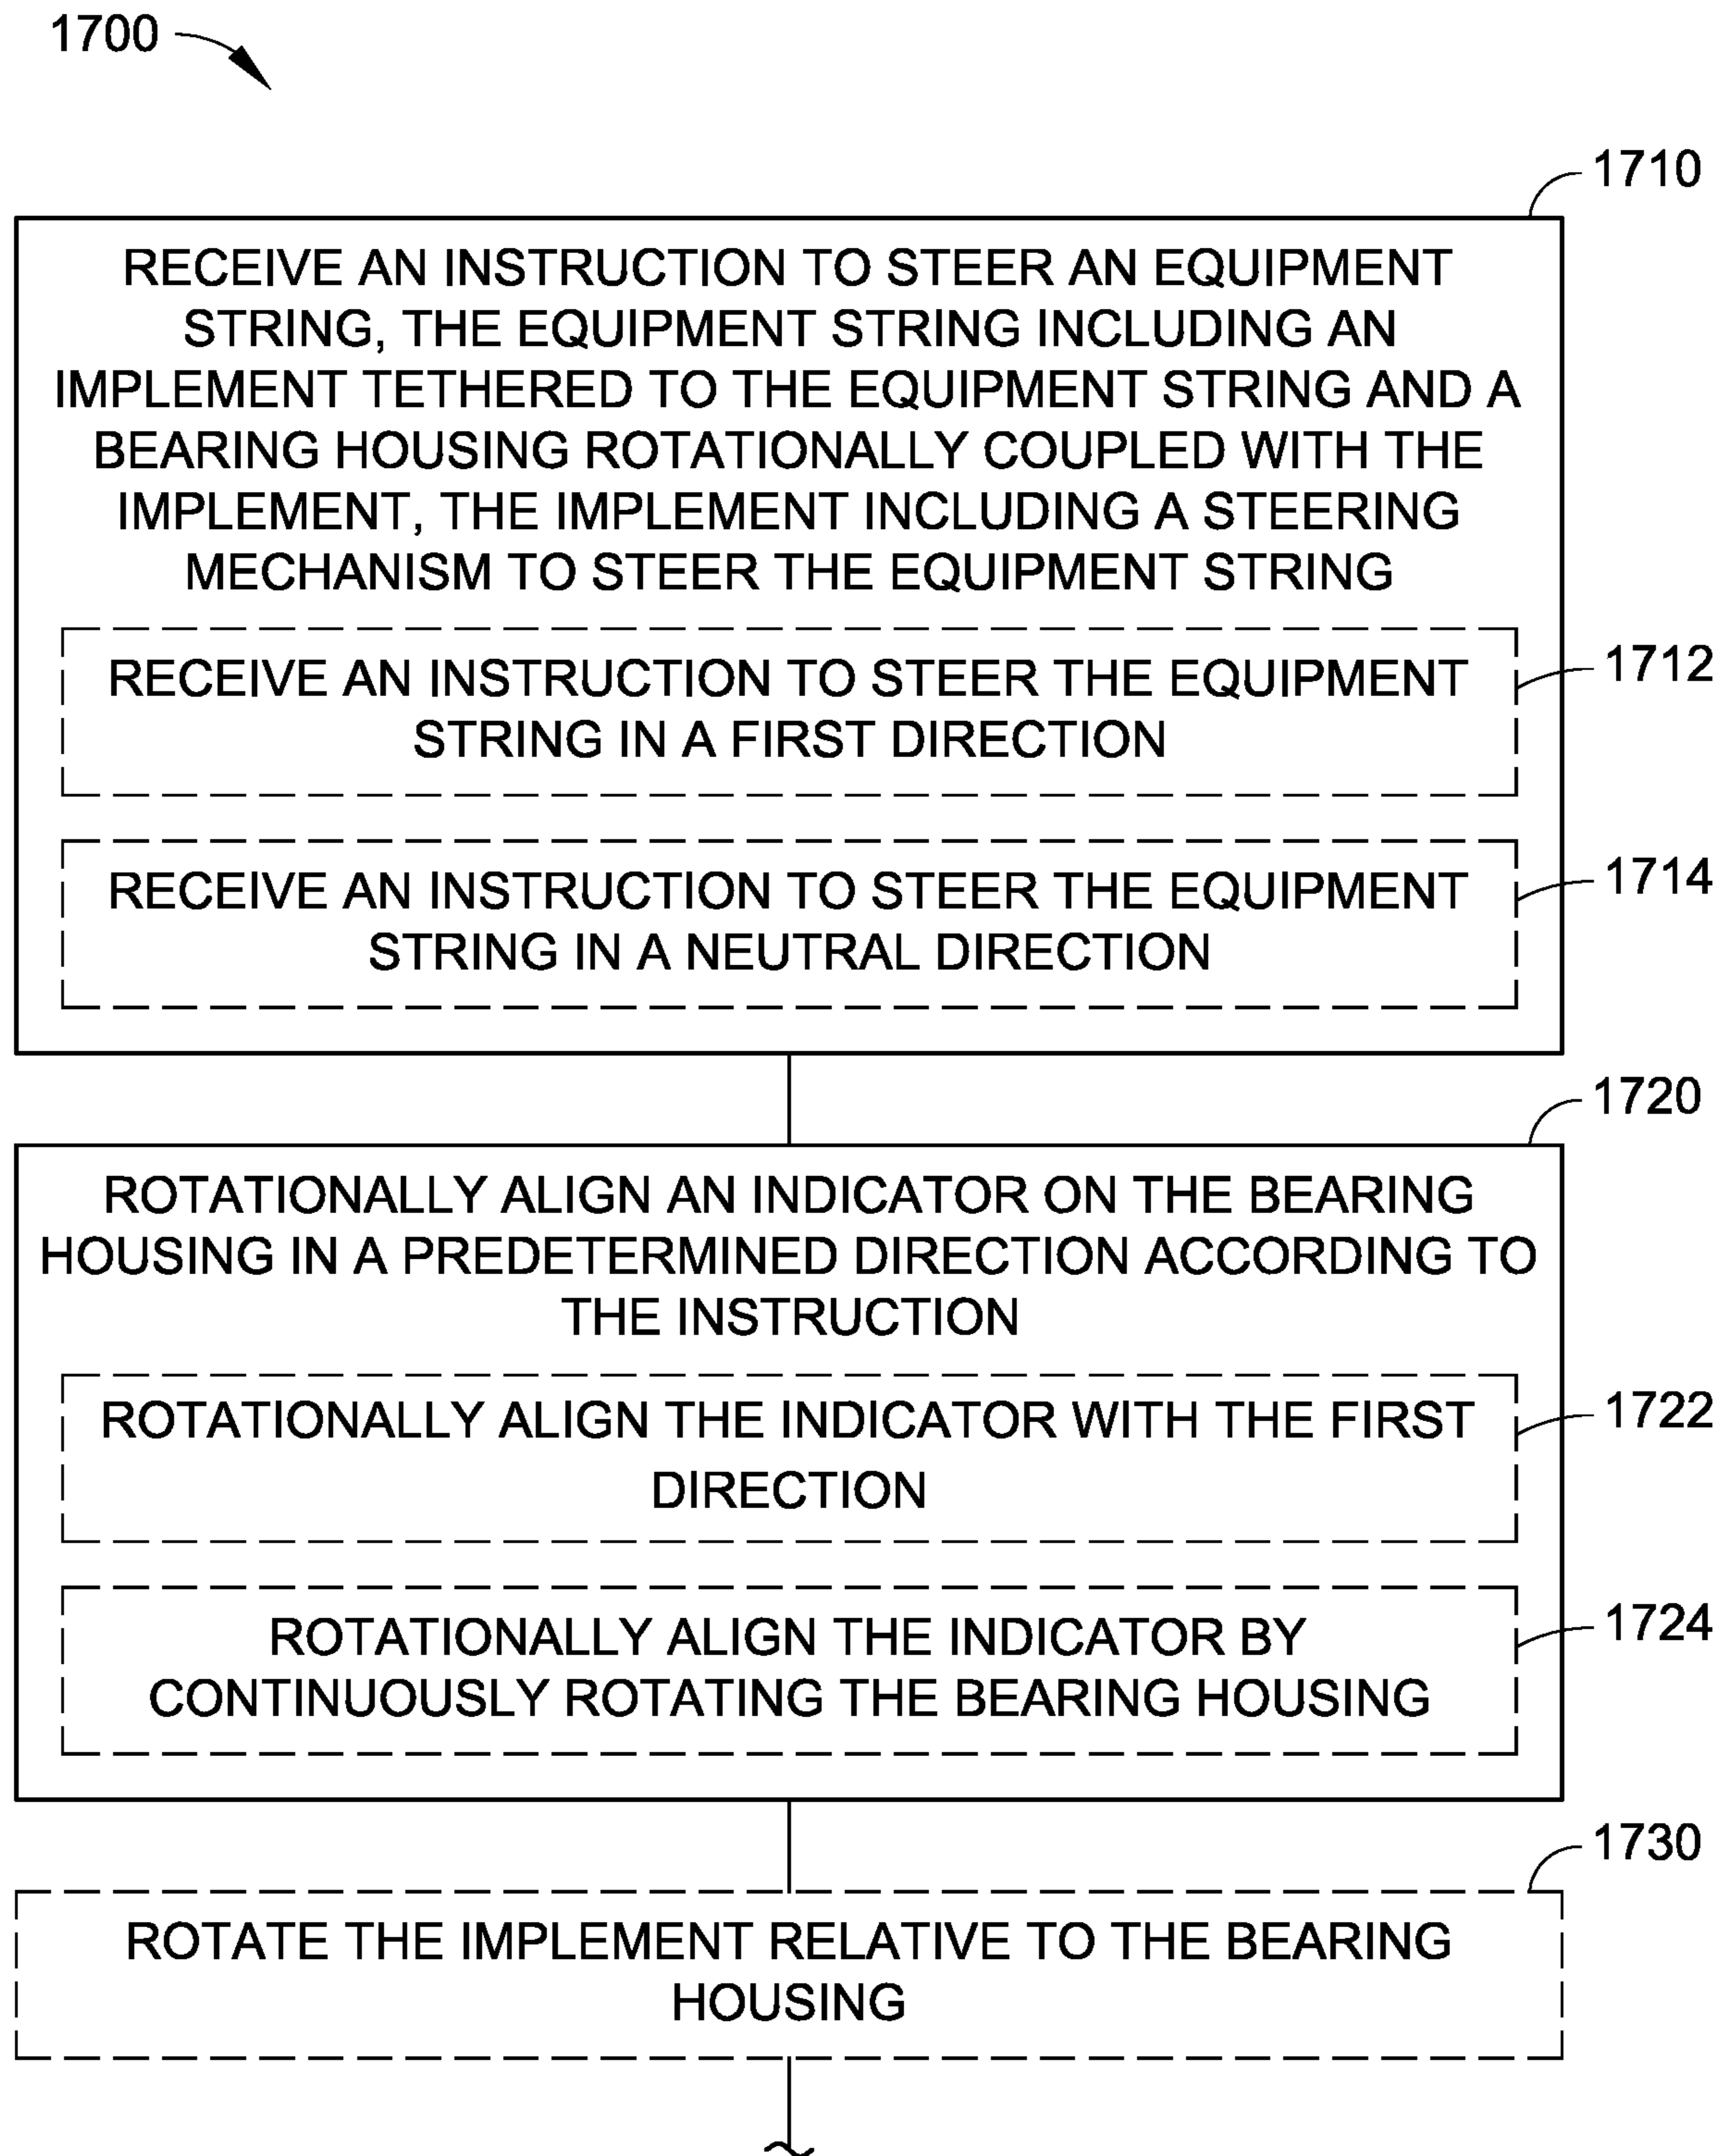 1700
1710
RECEIVE AN INSTRUCTION TO STEER AN EQUIPMENT
STRING, THE EQUIPMENT STRING INCLUDING AN
IMPLEMENT TETHERED TO THE EQUIPMENT STRING AND A
BEARING HOUSING ROTATIONALLY COUPLED WITH THE
IMPLEMENT, THE IMPLEMENT INCLUDING A STEERING
MECHANISM TO STEER THE EQUIPMENT STRING
1712
RECEIVE AN INSTRUCTION TO STEER THE EQUIPMENT
STRING IN A FIRST DIRECTION
1714
RECEIVE AN INSTRUCTION TO STEER THE EQUIPMENT
STRING IN A NEUTRAL DIRECTION
1720
ROTATIONALLY ALIGN AN INDICATOR ON THE BEARING
HOUSING IN A PREDETERMINED DIRECTION ACCORDING TO
THE INSTRUCTION
1722
ROTATIONALLY ALIGN THE INDICATOR WITH THE FIRST
DIRECTION
1724
ROTATIONALLY ALIGN THE INDICATOR BY
CONTINUOUSLY ROTATING THE BEARING HOUSING
1730
ROTATE THE IMPLEMENT RELATIVE TO THE BEARING
HOUSING